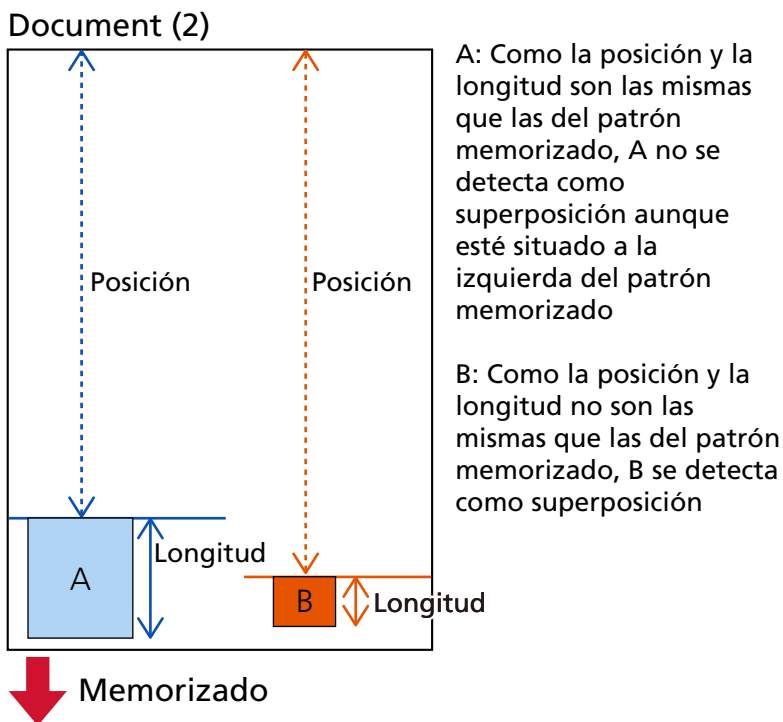 Document (2)
A: Como la posición y la
longitud son las mismas
que las del patrón
memorizado, A no se
detecta como
superposición aunque
esté situado a la
izquierda del patrón
memorizado
B: Como la posición y la
longitud no son las
mismas que las del patrón
memorizado, B se detecta
como superposición
Posición
Posición
Longitud
A
B
Longitud
Memorizado